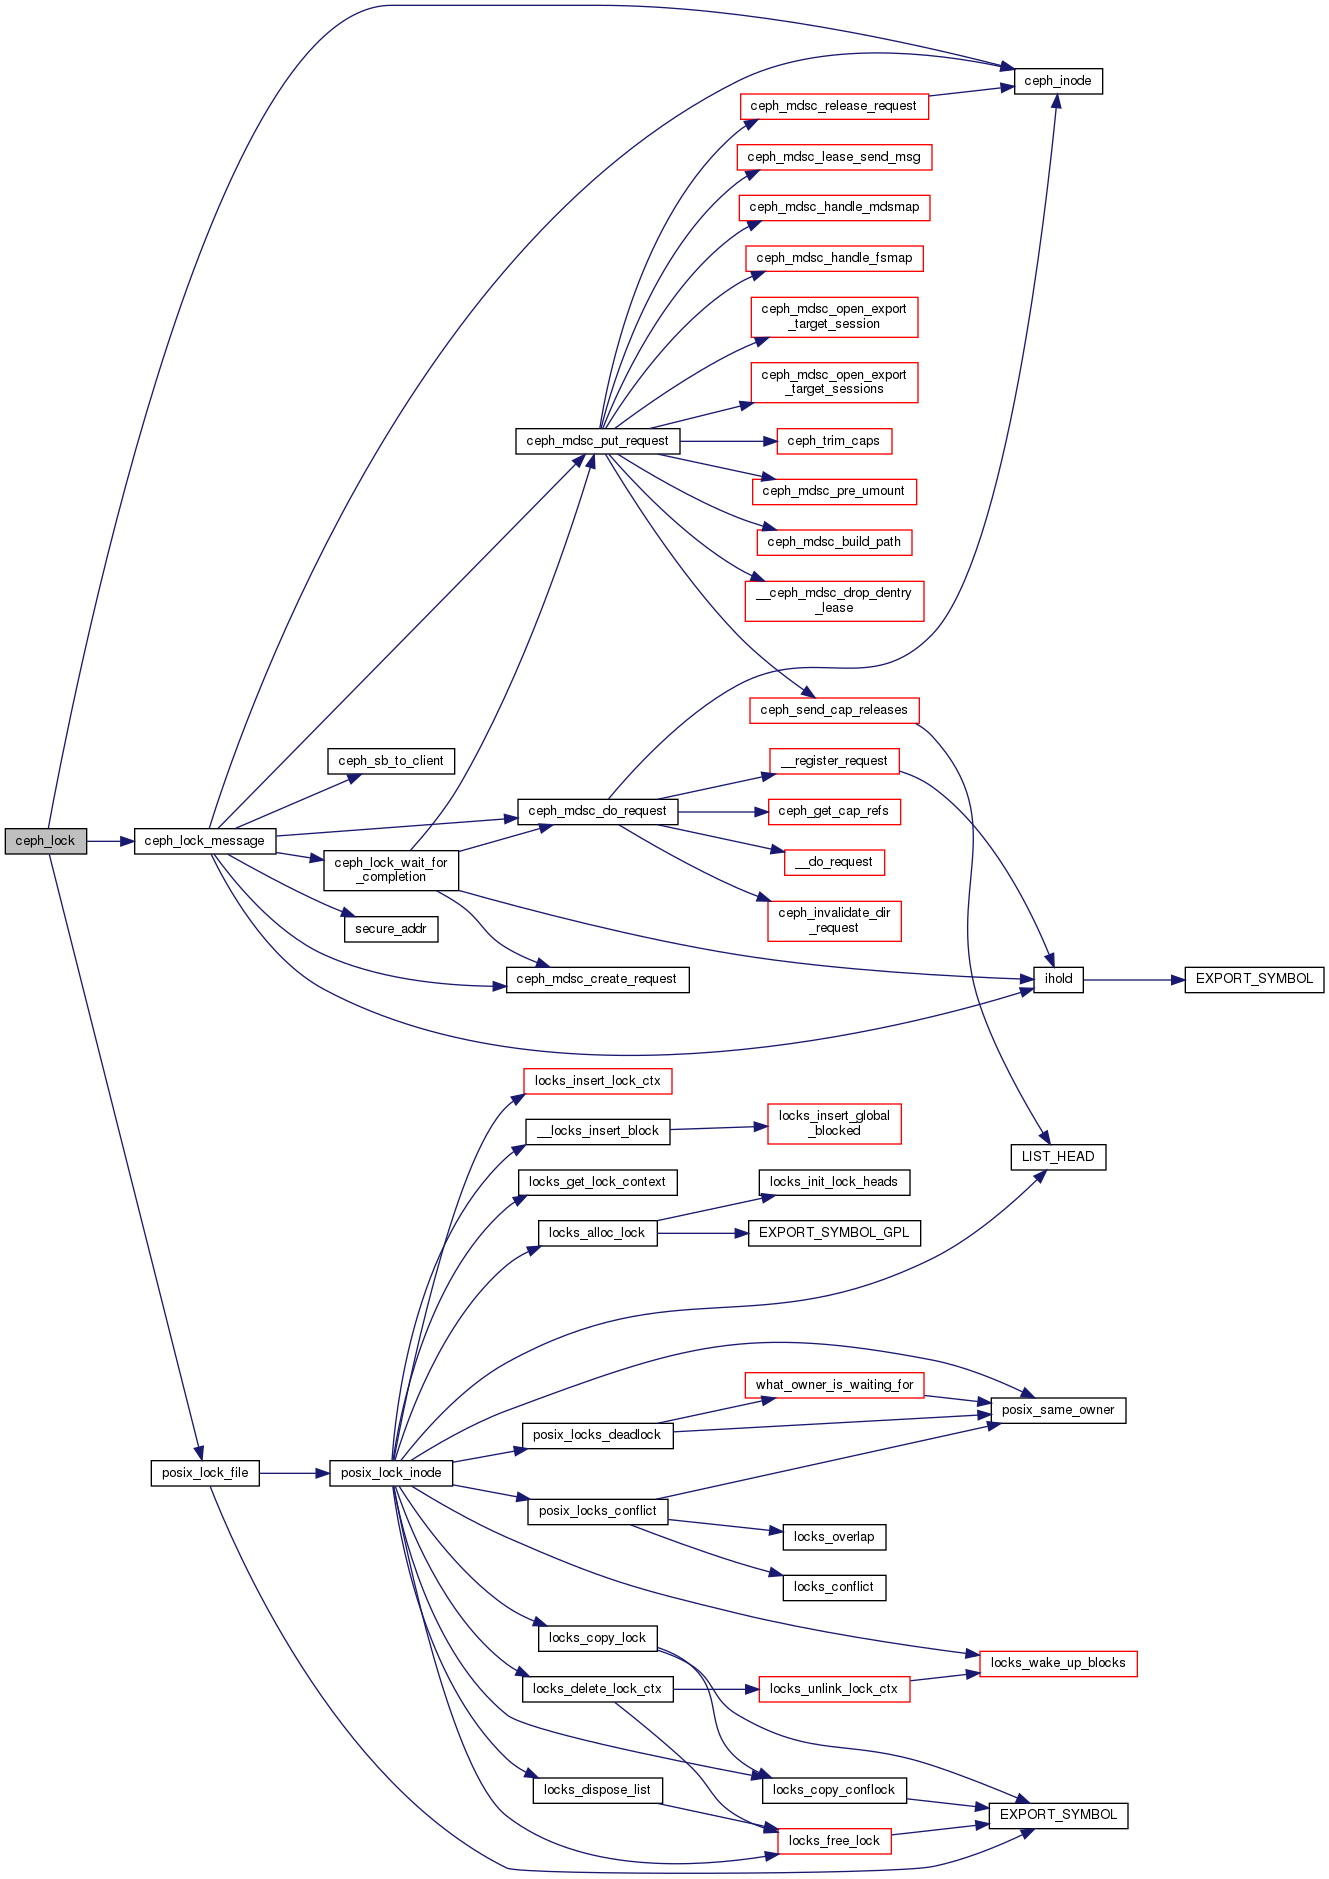 ceph_inode
ceph_mdsc_release_request
ceph_mdsc_lease_send_msg
ceph_mdsc_handle_mdsmap
ceph_mdsc_handle_fsmap
ceph_mdsc_open_export
_target_session
ceph_mdsc_open_export
_target_sessions
ceph_mdsc_put_request
ceph_trim_caps
ceph_mdsc_pre_umount
ceph_mdsc_build_path
__ceph_mdsc_drop_dentry
_lease
ceph_send_cap_releases
ceph_sb_to_client
__register_request
ceph_mdsc_do_request
ceph_get_cap_refs
ceph_lock
ceph_lock_message
ceph_lock_wait_for
_completion
__do_request
ceph_invalidate_dir
_request
secure_addr
ceph_mdsc_create_request
ihold
EXPORT_SYMBOL
locks_insert_lock_ctx
locks_insert_global
_blocked
__locks_insert_block
LIST_HEAD
locks_get_lock_context
locks_init_lock_heads
locks_alloc_lock
EXPORT_SYMBOL_GPL
what_owner_is_waiting_for
posix_same_owner
posix_locks_deadlock
posix_lock_file
posix_lock_inode
posix_locks_conflict
locks_overlap
locks_conflict
locks_copy_lock
locks_wake_up_blocks
locks_delete_lock_ctx
locks_unlink_lock_ctx
locks_dispose_list
locks_copy_conflock
EXPORT_SYMBOL
locks_free_lock